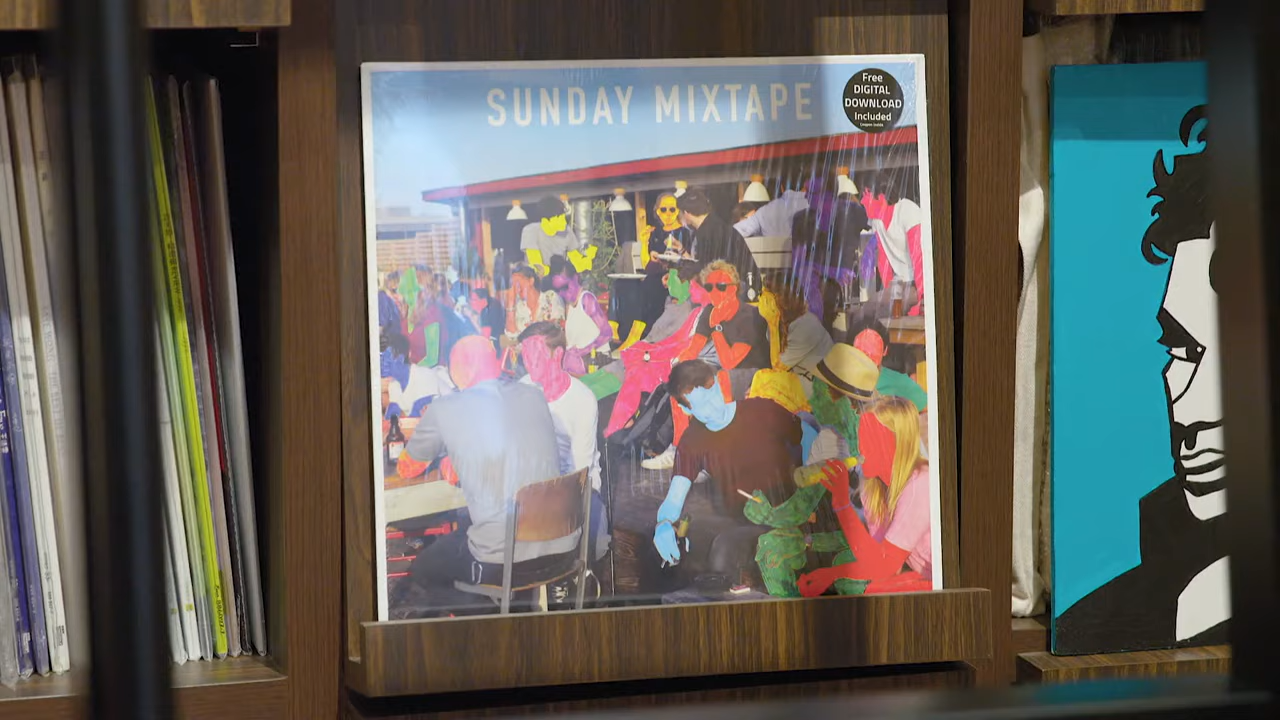 SUNDAY MIXTAPE
Free
DIGITAL
DOWNLOAD
Included